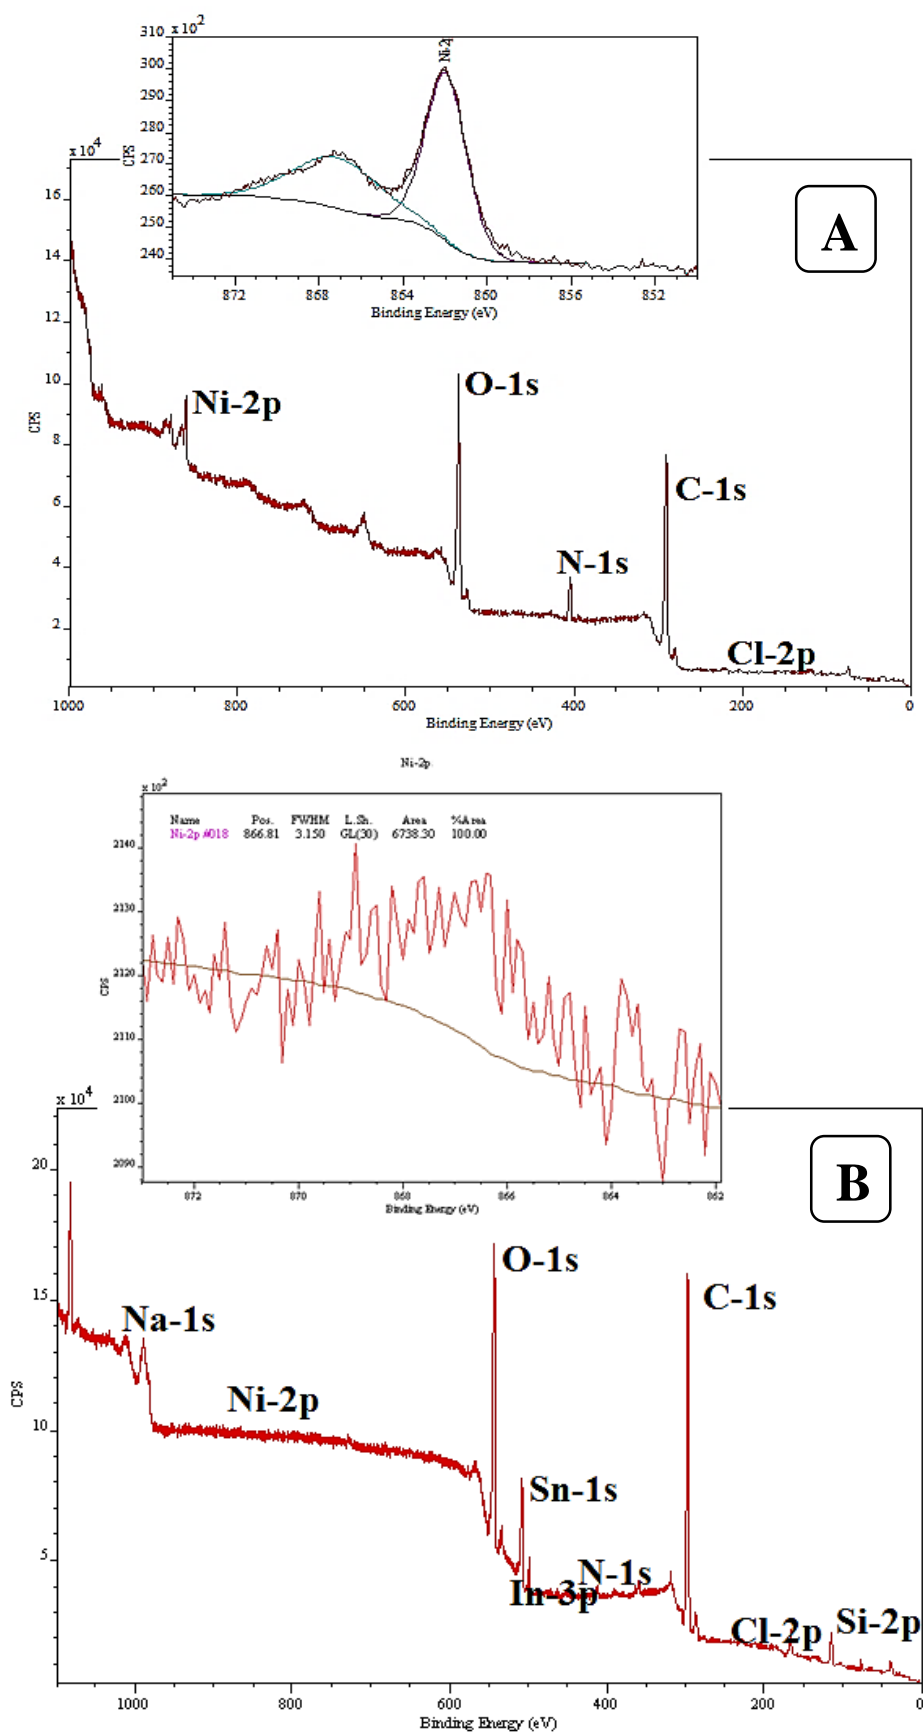 310 x10²
Ni-2p
300
290
280
CPS
270
260
250
240
872 868 864 860 856 852
Binding Energy (eV)
x 10⁴
A
16
14
12
10
8
6
4
2
CPS
Ni-2p
O-1s
C-1s
N-1s
Cl-2p
1000 800 600 400 200 0
Binding Energy (eV)
Ni-2p
x 10²
Name Pos. FWHM L.Sh. Area %Area
Ni-2p #018 866.81 3.150 GL(30) 6738.30 100.00
2140
2130
2120
CPS
2110
2100
2090
872 870 868 866 864 862
Binding Energy (eV)
x 10⁴
B
20
15
10
5
CPS
O-1s
C-1s
Na-1s
Ni-2p
Sn-1s
N-1s
In-3p
Cl-2p
Si-2p
1000 800 600 400 200 0
Binding Energy (eV)